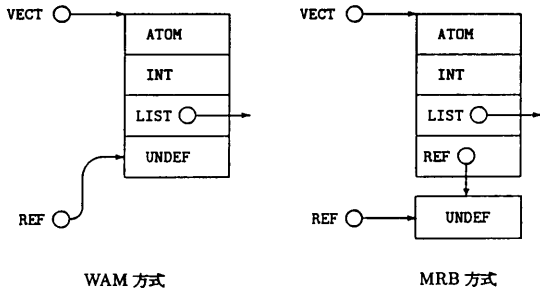 VECT
ATOM
INT
LIST
UNDEF
REF
WAM 方式
VECT
ATOM
INT
LIST
REF
REF
UNDEF
MRB 方式